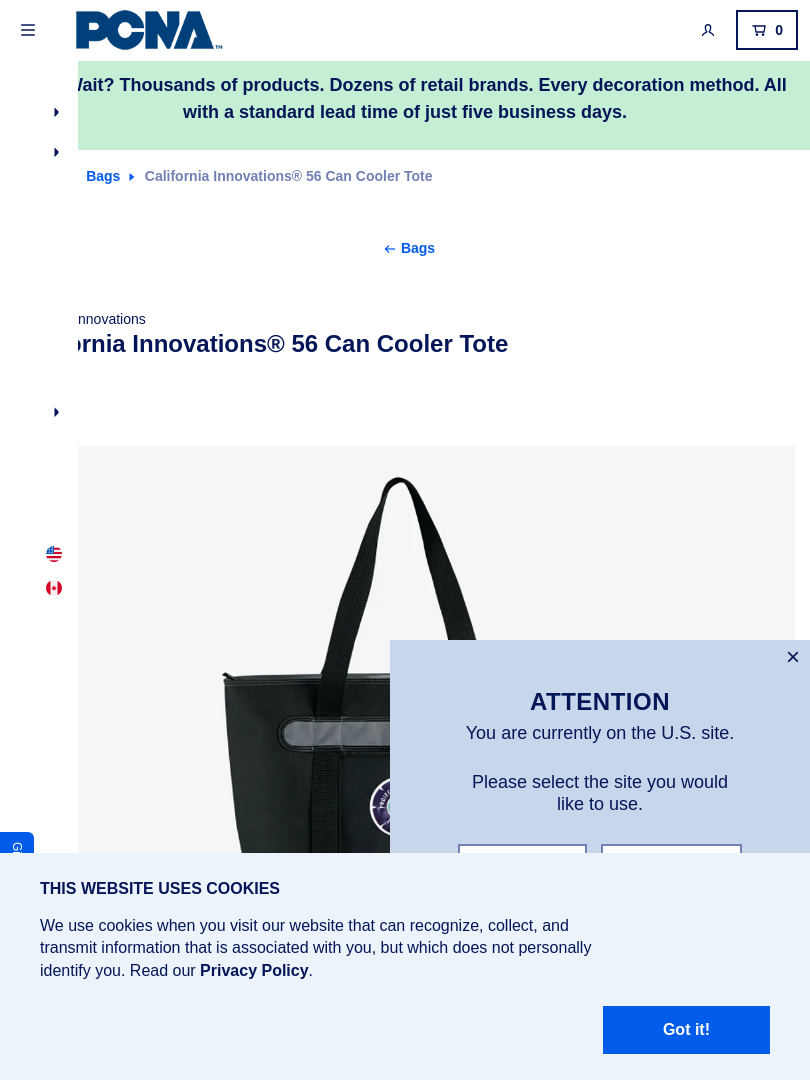 PCNA™
0
Wait? Thousands of products. Dozens of retail brands. Every decoration method. All
with a standard lead time of just five business days.
Bags
California Innovations® 56 Can Cooler Tote
Bags
nnovations
ornia Innovations® 56 Can Cooler Tote
ATTENTION
You are currently on the U.S. site.
Please select the site you would
like to use.
THIS WEBSITE USES COOKIES
We use cookies when you visit our website that can recognize, collect, and
transmit information that is associated with you, but which does not personally
identify you. Read our Privacy Policy.
Got it!